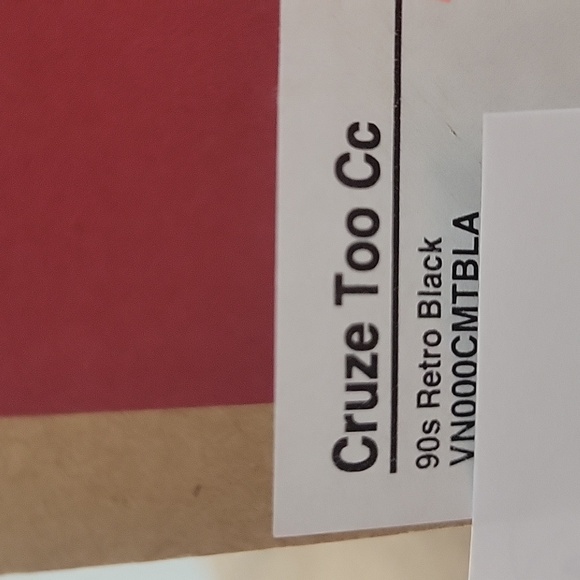 Cruze Too Cc
90s Retro Black
VN000CMTBLA